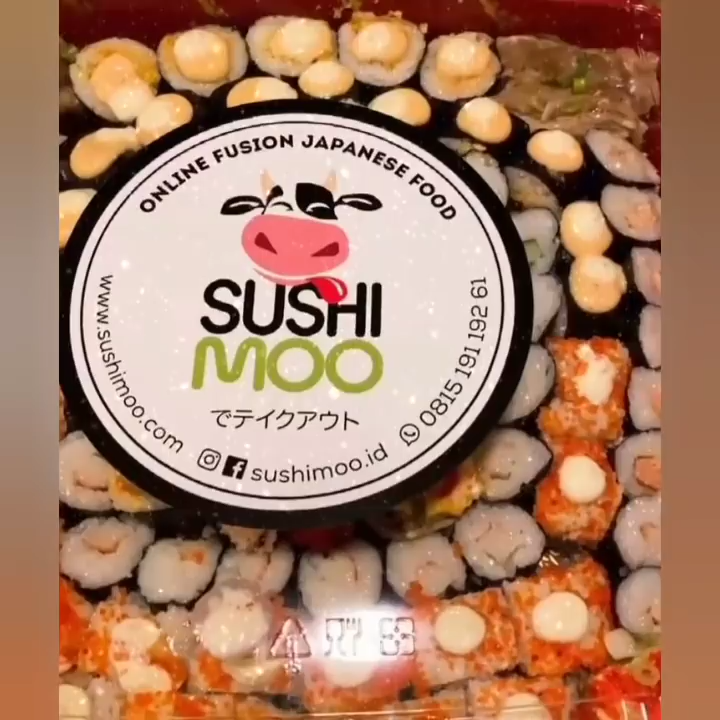 ONLINE FUSION JAPANESE FOOD
SUSHI
MOO
でテイクアウト
www.sushimoo.com
sushimoo.id
0815 191 192 61